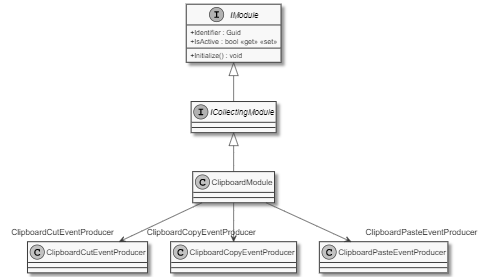 I IModule
+Identifier : Guid
+IsActive : bool «get» «set»
+Initialize() : void
I ICollectingModule
C ClipboardModule
ClipboardCutEventProducer ClipboardCopyEventProducer ClipboardPasteEventProducer
C ClipboardCutEventProducer C ClipboardCopyEventProducer C ClipboardPasteEventProducer